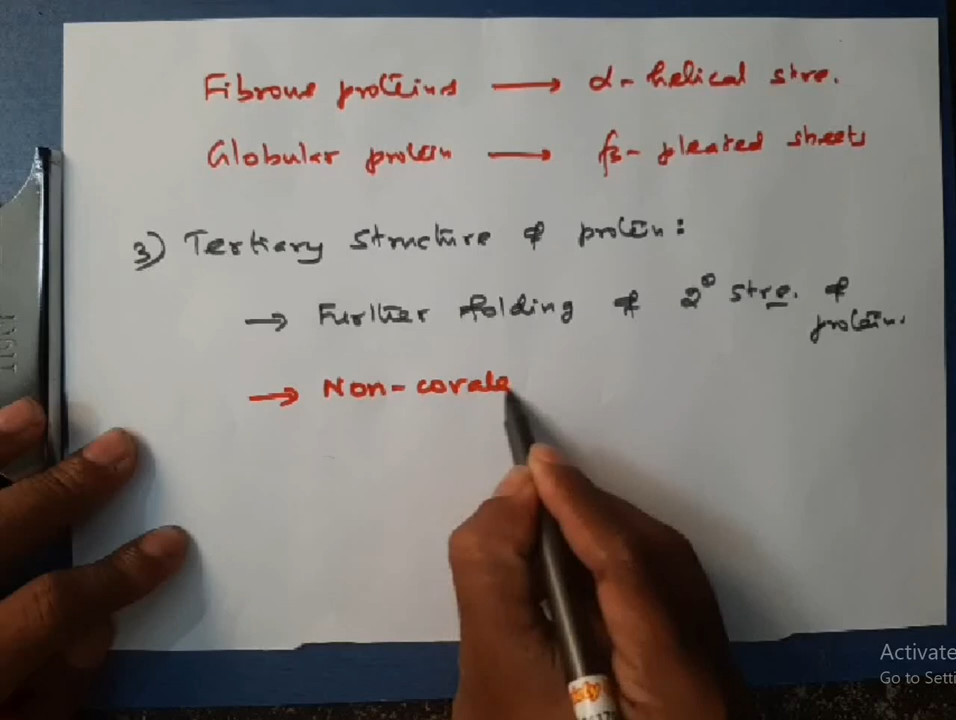 Fibrous proteins → α- helical stre.
Globular protein → β- pleated sheets
3) Tertiary structure of protein:
→ Further folding of 2° stre. of
protein.
→ Non-covale
Activate
Go to Setti